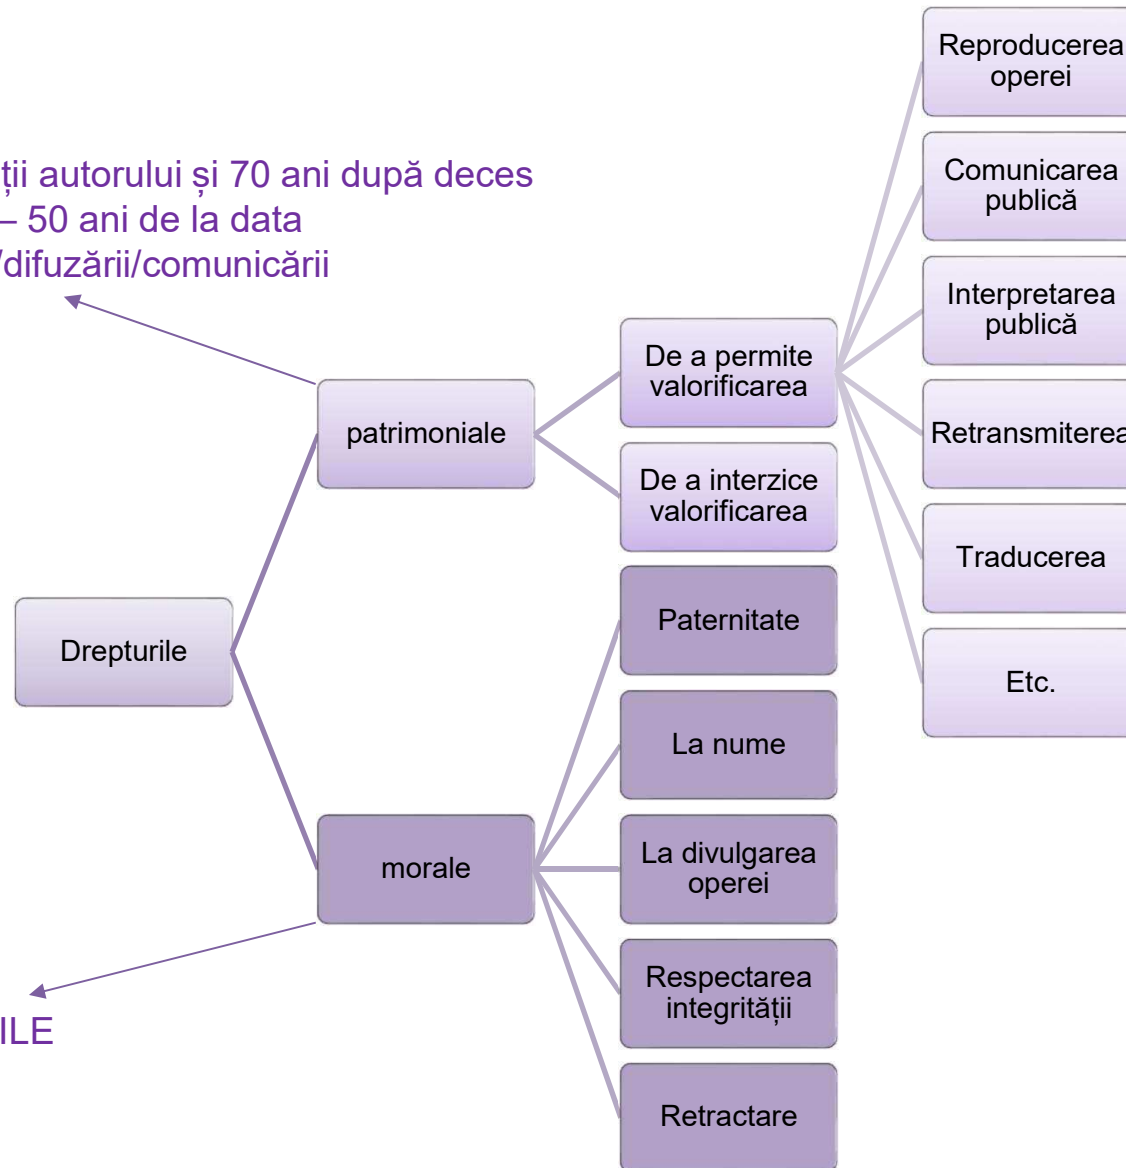 ții autorului și 70 ani după deces
– 50 ani de la data
/difuzării/comunicării
Drepturile
patrimoniale
De a permite
valorificarea
Reproducerea
operei
Comunicarea
publică
Interpretarea
publică
Retransmiterea
Traducerea
Etc.
De a interzice
valorificarea
morale
Paternitate
La nume
La divulgarea
operei
Respectarea
integrității
Retractare
ILE